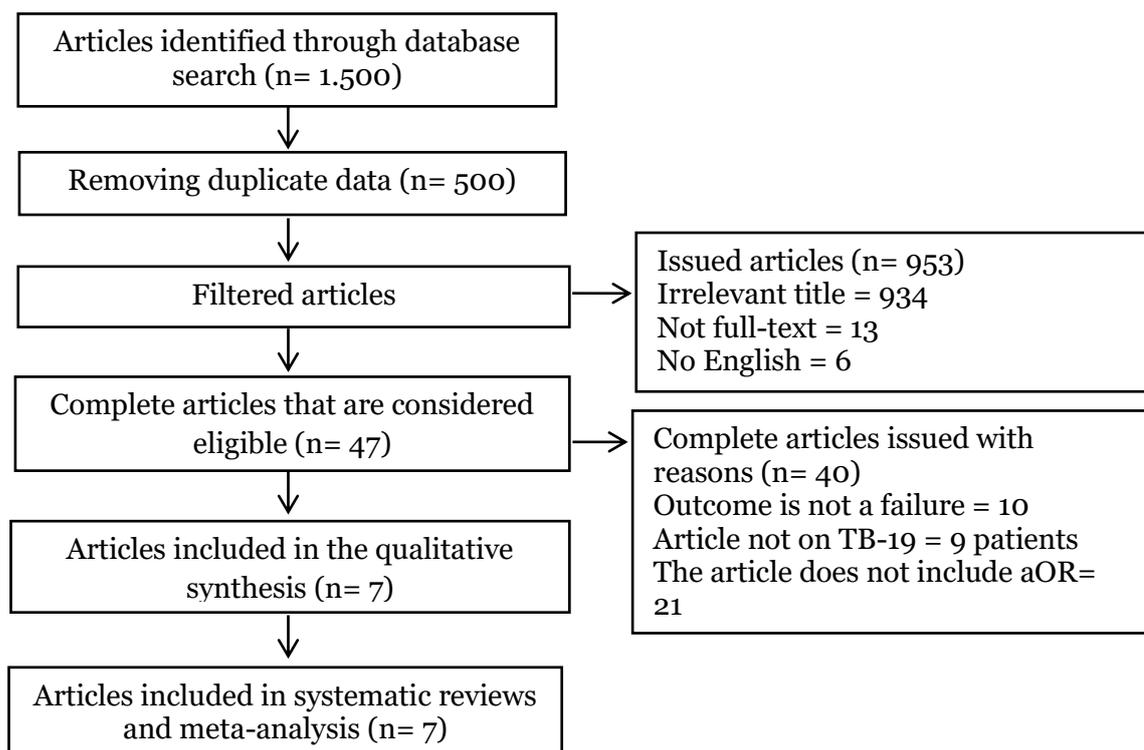 Articles identified through database
search (n= 1.500)
Removing duplicate data (n= 500)
Filtered articles
Issued articles (n= 953)
Irrelevant title = 934
Not full-text = 13
No English = 6
Complete articles that are considered
eligible (n= 47)
Complete articles issued with
reasons (n= 40)
Outcome is not a failure = 10
Article not on TB-19 = 9 patients
The article does not include aOR=
21
Articles included in the qualitative
synthesis (n= 7)
Articles included in systematic reviews
and meta-analysis (n= 7)